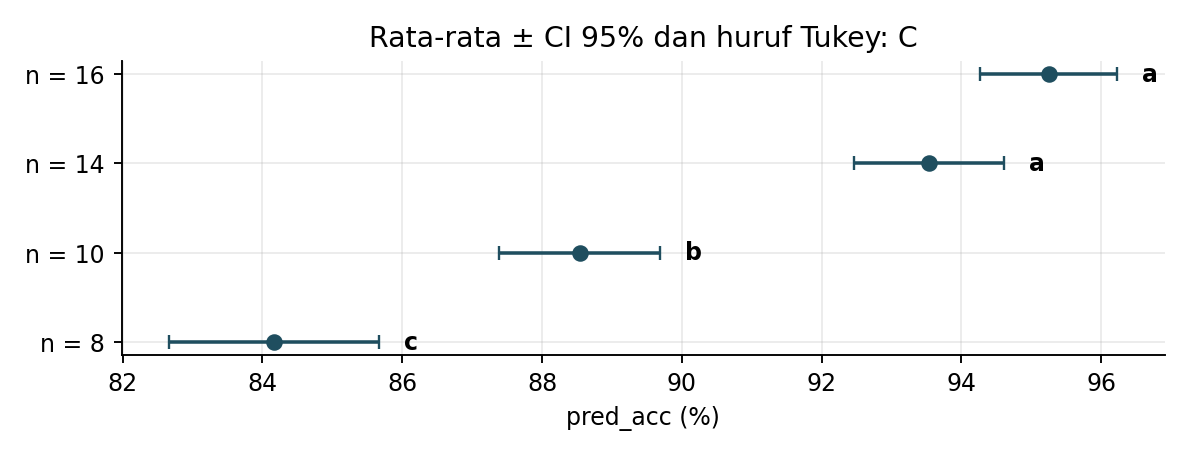 Rata-rata ± CI 95% dan huruf Tukey: C
n = 16 a
n = 14 a
n = 10 b
n = 8 c
82 84 86 88 90 92 94 96
pred_acc (%)